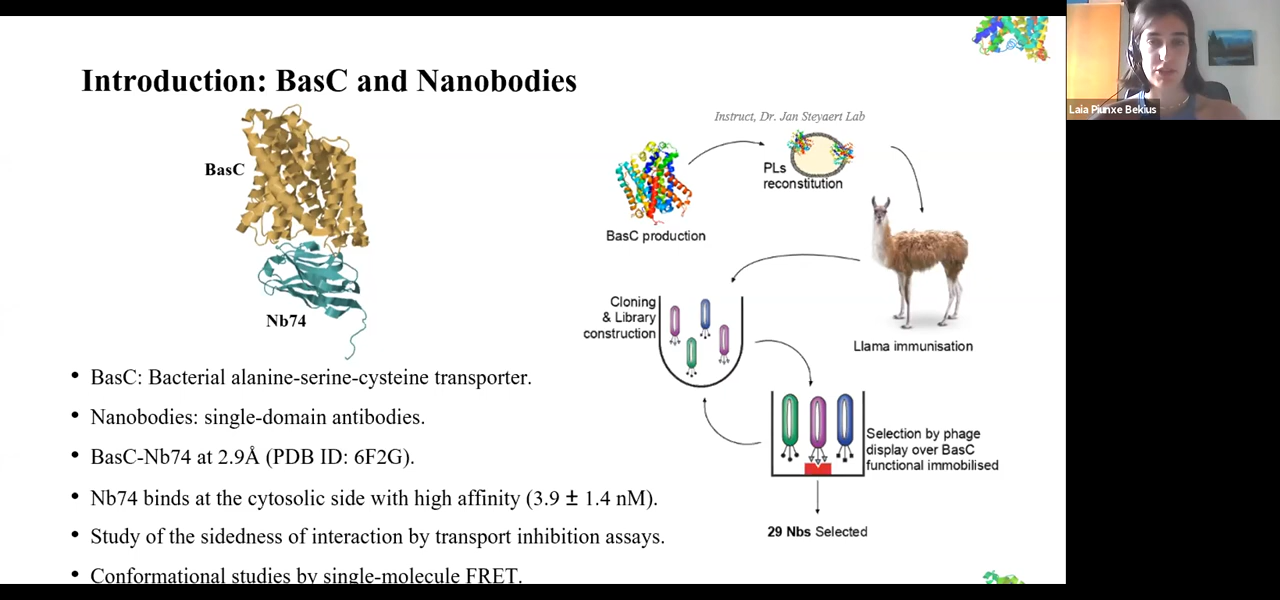 Introduction: BasC and Nanobodies
BasC
Nb74
• BasC: Bacterial alanine-serine-cysteine transporter.
• Nanobodies: single-domain antibodies.
• BasC-Nb74 at 2.9Å (PDB ID: 6F2G).
• Nb74 binds at the cytosolic side with high affinity (3.9 ± 1.4 nM).
• Study of the sidedness of interaction by transport inhibition assays.
• Conformational studies by single-molecule FRET.
Instruct, Dr. Jan Steyaert Lab
BasC production
PLs
reconstitution
Llama immunisation
Cloning
& Library
construction
Selection by phage
display over BasC
functional immobilised
29 Nbs Selected
Laia Piunxe Bekius